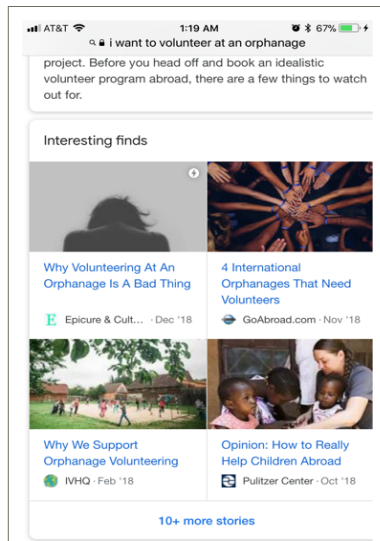 AT&T 1:19 AM 67%
i want to volunteer at an orphanage
project. Before you head off and book an idealistic
volunteer program abroad, there are a few things to watch
out for.
Interesting finds
Why Volunteering At An
Orphanage Is A Bad Thing
E Epicure & Cult... · Dec '18
4 International
Orphanages That Need
Volunteers
GoAbroad.com · Nov '18
Why We Support
Orphanage Volunteering
IVHQ · Feb '18
Opinion: How to Really
Help Children Abroad
Pulitzer Center · Oct '18
10+ more stories